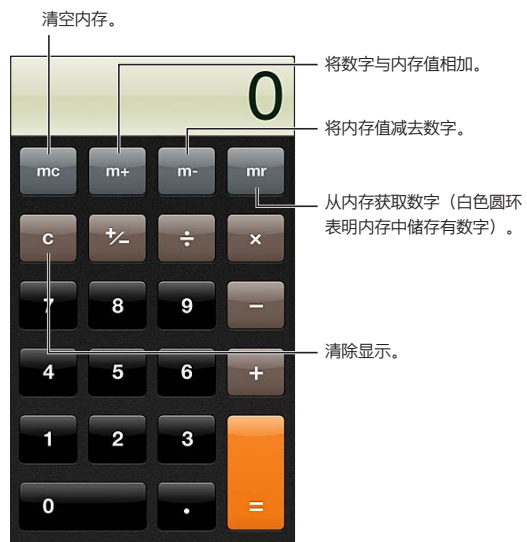 清空内存。
将数字与内存值相加。
0
将内存值减去数字。
mc m+ m- mr
从内存获取数字（白色圆环
表明内存中储存有数字）。
c +/− ÷ ×
7 8 9 −
清除显示。
4 5 6 +
1 2 3
0 . =